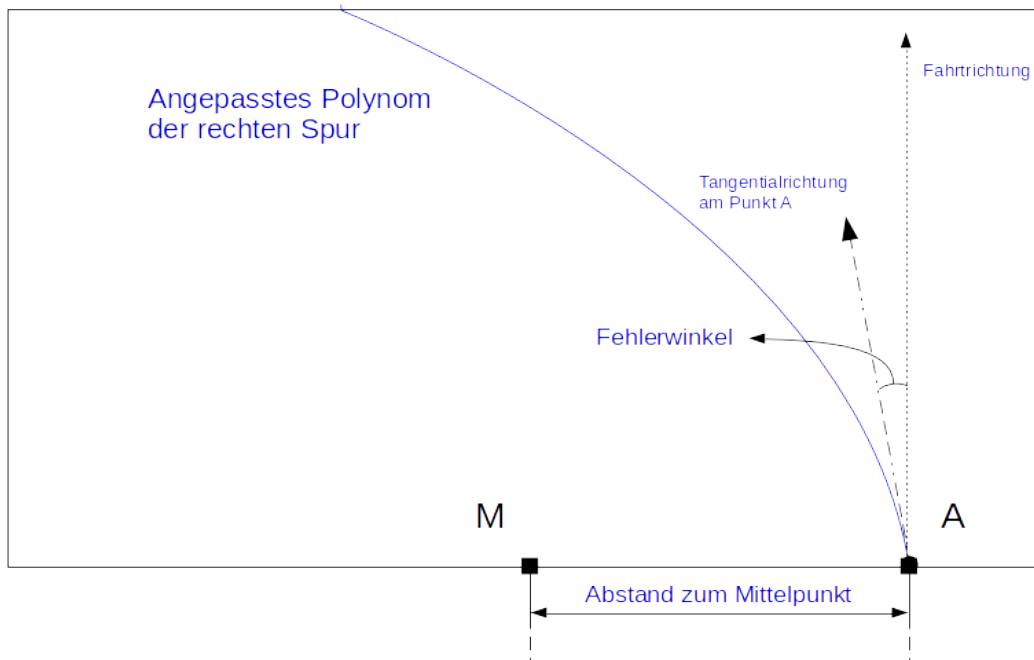 Fahrtrichtung
Angepasstes Polynom
der rechten Spur
Tangentialrichtung
am Punkt A
Fehlerwinkel
M
A
Abstand zum Mittelpunkt